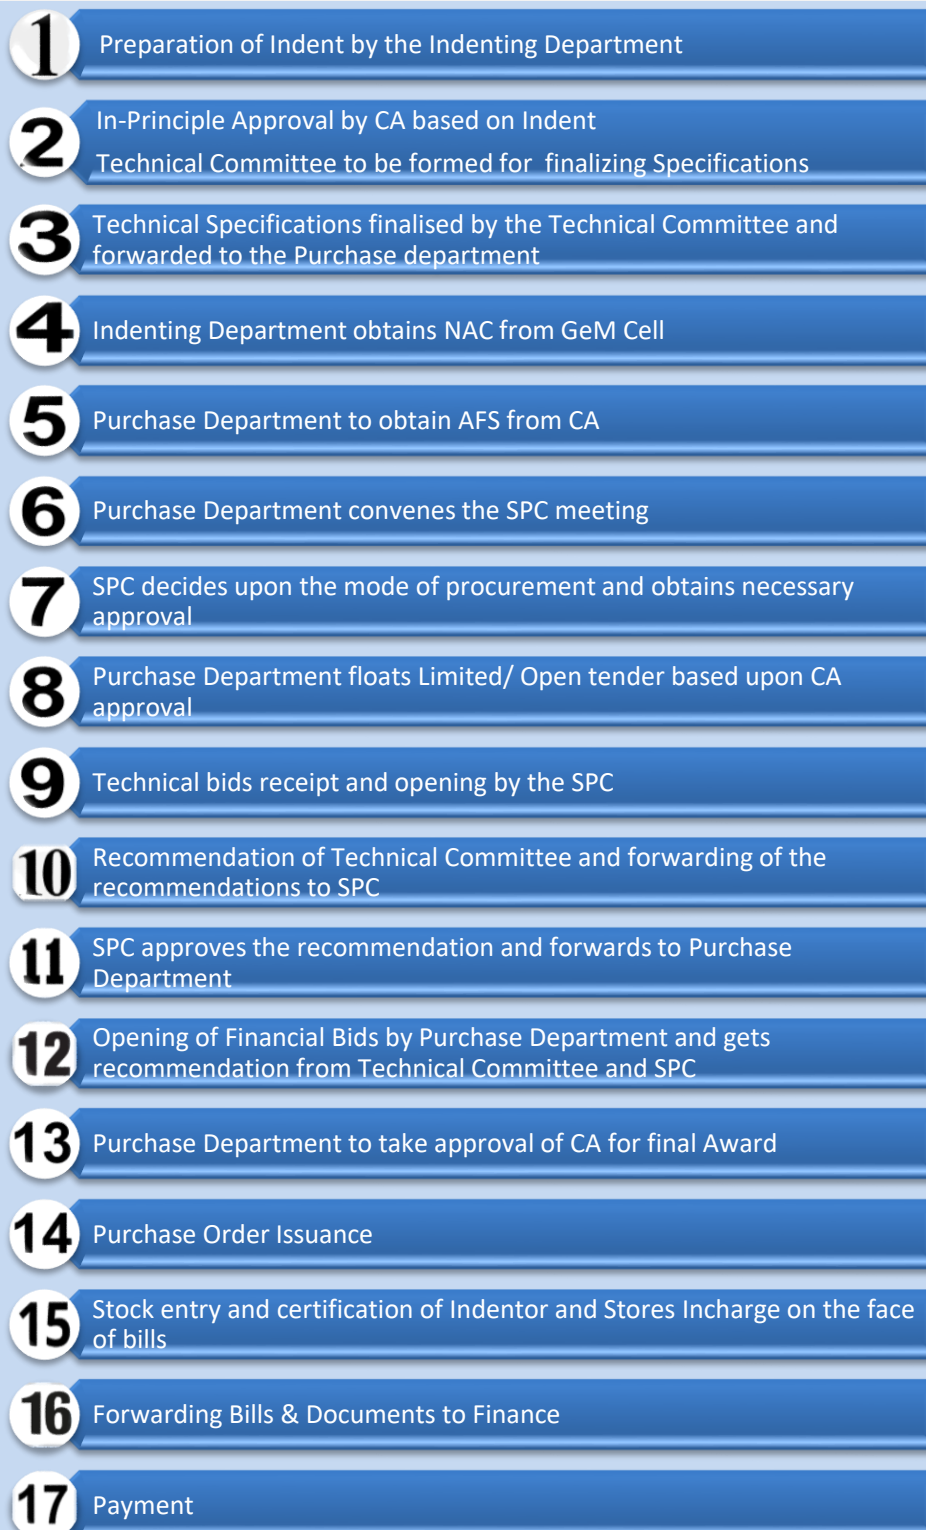 1
Preparation of Indent by the Indenting Department
2
In-Principle Approval by CA based on Indent
Technical Committee to be formed for finalizing Specifications
3
Technical Specifications finalised by the Technical Committee and
forwarded to the Purchase department
4
Indenting Department obtains NAC from GeM Cell
5
Purchase Department to obtain AFS from CA
6
Purchase Department convenes the SPC meeting
7
SPC decides upon the mode of procurement and obtains necessary
approval
8
Purchase Department floats Limited/ Open tender based upon CA
approval
9
Technical bids receipt and opening by the SPC
10
Recommendation of Technical Committee and forwarding of the
recommendations to SPC
11
SPC approves the recommendation and forwards to Purchase
Department
12
Opening of Financial Bids by Purchase Department and gets
recommendation from Technical Committee and SPC
13
Purchase Department to take approval of CA for final Award
14
Purchase Order Issuance
15
Stock entry and certification of Indentor and Stores Incharge on the face
of bills
16
Forwarding Bills & Documents to Finance
17
Payment